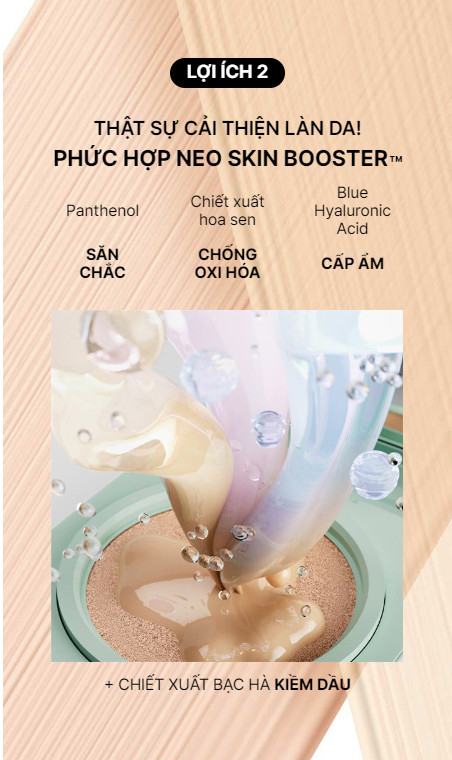 LỢI ÍCH 2
THẬT SỰ CẢI THIỆN LÀN DA!
PHỨC HỢP NEO SKIN BOOSTER™
Panthenol
SĂN
CHẮC
Chiết xuất
hoa sen
CHỐNG
OXI HÓA
Blue
Hyaluronic
Acid
CẤP ẨM
+ CHIẾT XUẤT BẠC HÀ KIỀM DẦU